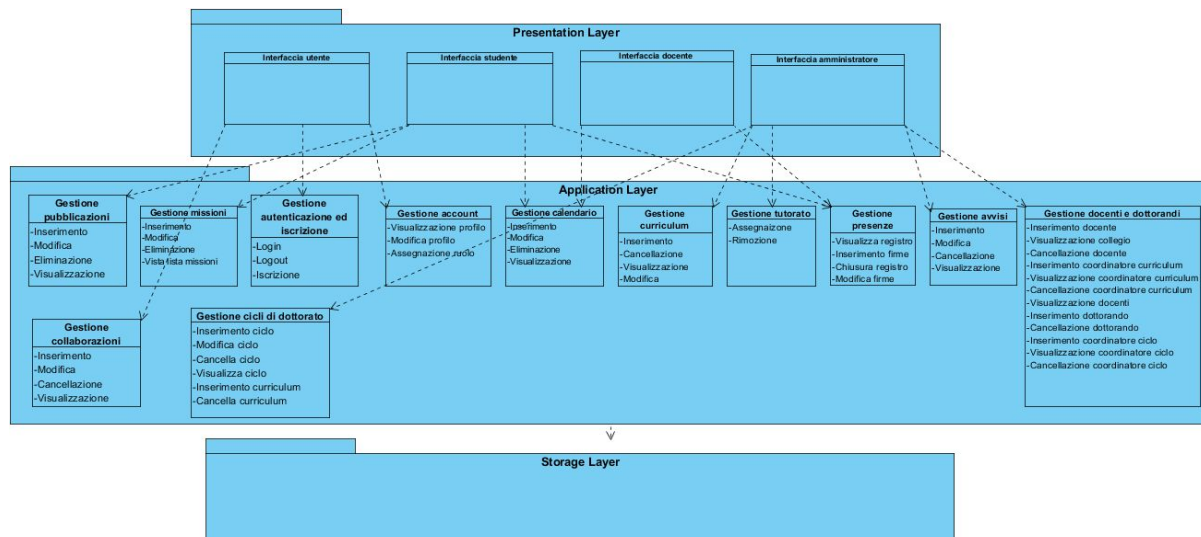 Presentation Layer
Interfaccia utente
Interfaccia studente
Interfaccia docente
Interfaccia amministratore
Application Layer
Gestione
pubblicazioni
-Inserimento
-Modifica
-Eliminazione
-Visualizzazione
Gestione missioni
-Inserimento
-Modifica
-Eliminazione
-Vista lista missioni
Gestione
autenticazione ed
iscrizione
-Login
-Logout
-Iscrizione
Gestione account
-Visualizzazione profilo
-Modifica profilo
-Assegnazione ruolo
Gestione calendario
-Inserimento
-Modifica
-Eliminazione
-Visualizzazione
Gestione
curriculum
-Inserimento
-Cancellazione
-Visualizzazione
-Modifica
Gestione tutorato
-Assegnaizone
-Rimozione
Gestione
presenze
-Visualizza registro
-Inserimento firme
-Chiusura registro
-Modifica firme
Gestione avvisi
-Inserimento
-Modifica
-Cancellazione
-Visualizzazione
Gestione docenti e dottorandi
-Inserimento docente
-Visualizzazione collegio
-Cancellazione docente
-Inserimento coordinatore curriculum
-Visualizzazione coordinatore curriculum
-Cancellazione coordinatore curriculum
-Visualizzazione docenti
-Inserimento dottorando
-Cancellazione dottorando
-Inserimento coordinatore ciclo
-Visualizzazione coordinatore ciclo
-Cancellazione coordinatore ciclo
Gestione
collaborazioni
-Inserimento
-Modifica
-Cancellazione
-Visualizzazione
Gestione cicli di dottorato
-Inserimento ciclo
-Modifica ciclo
-Cancella ciclo
-Visualizza ciclo
-Inserimento curriculum
-Cancella curriculum
Storage Layer